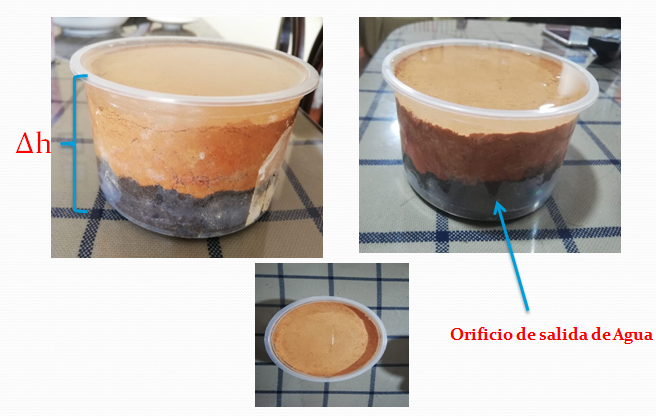 Δh
Orificio de salida de Agua